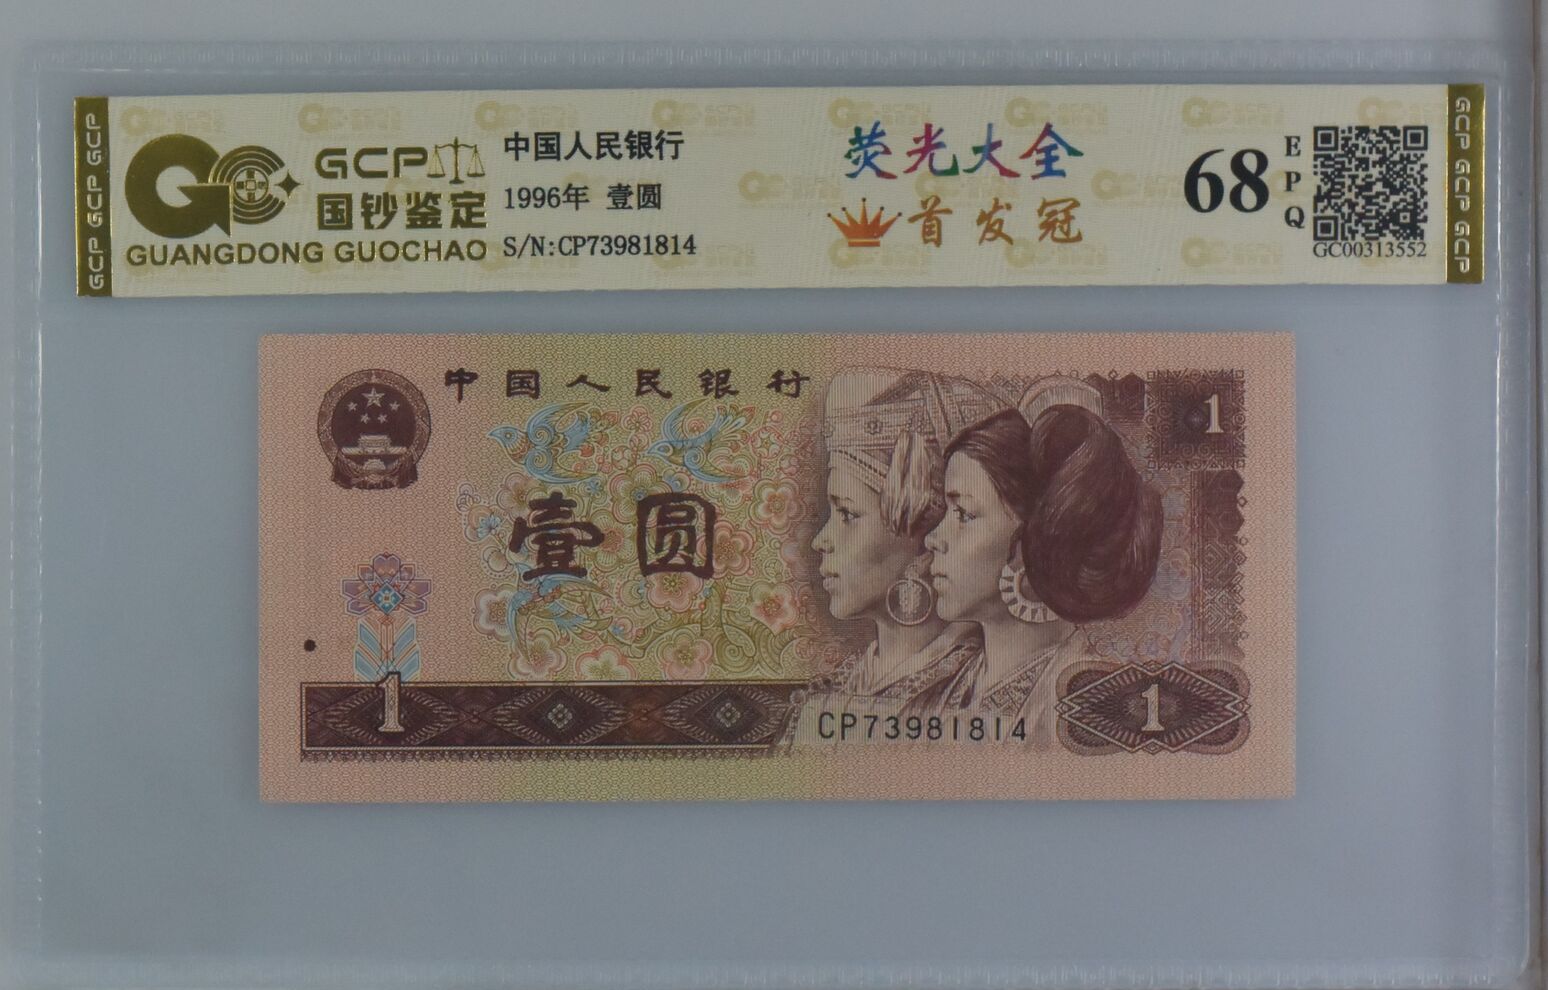 GCP GCP GCP
GCP
国钞鉴定
GUANGDONG GUOCHAO
中国人民银行
1996年 壹圆
S/N:CP73981814
荧光大全
首发冠
68
EPQ
GC00313552
GCP GCP GCP
中国人民银行
1
壹圆
1
CP73981814
1